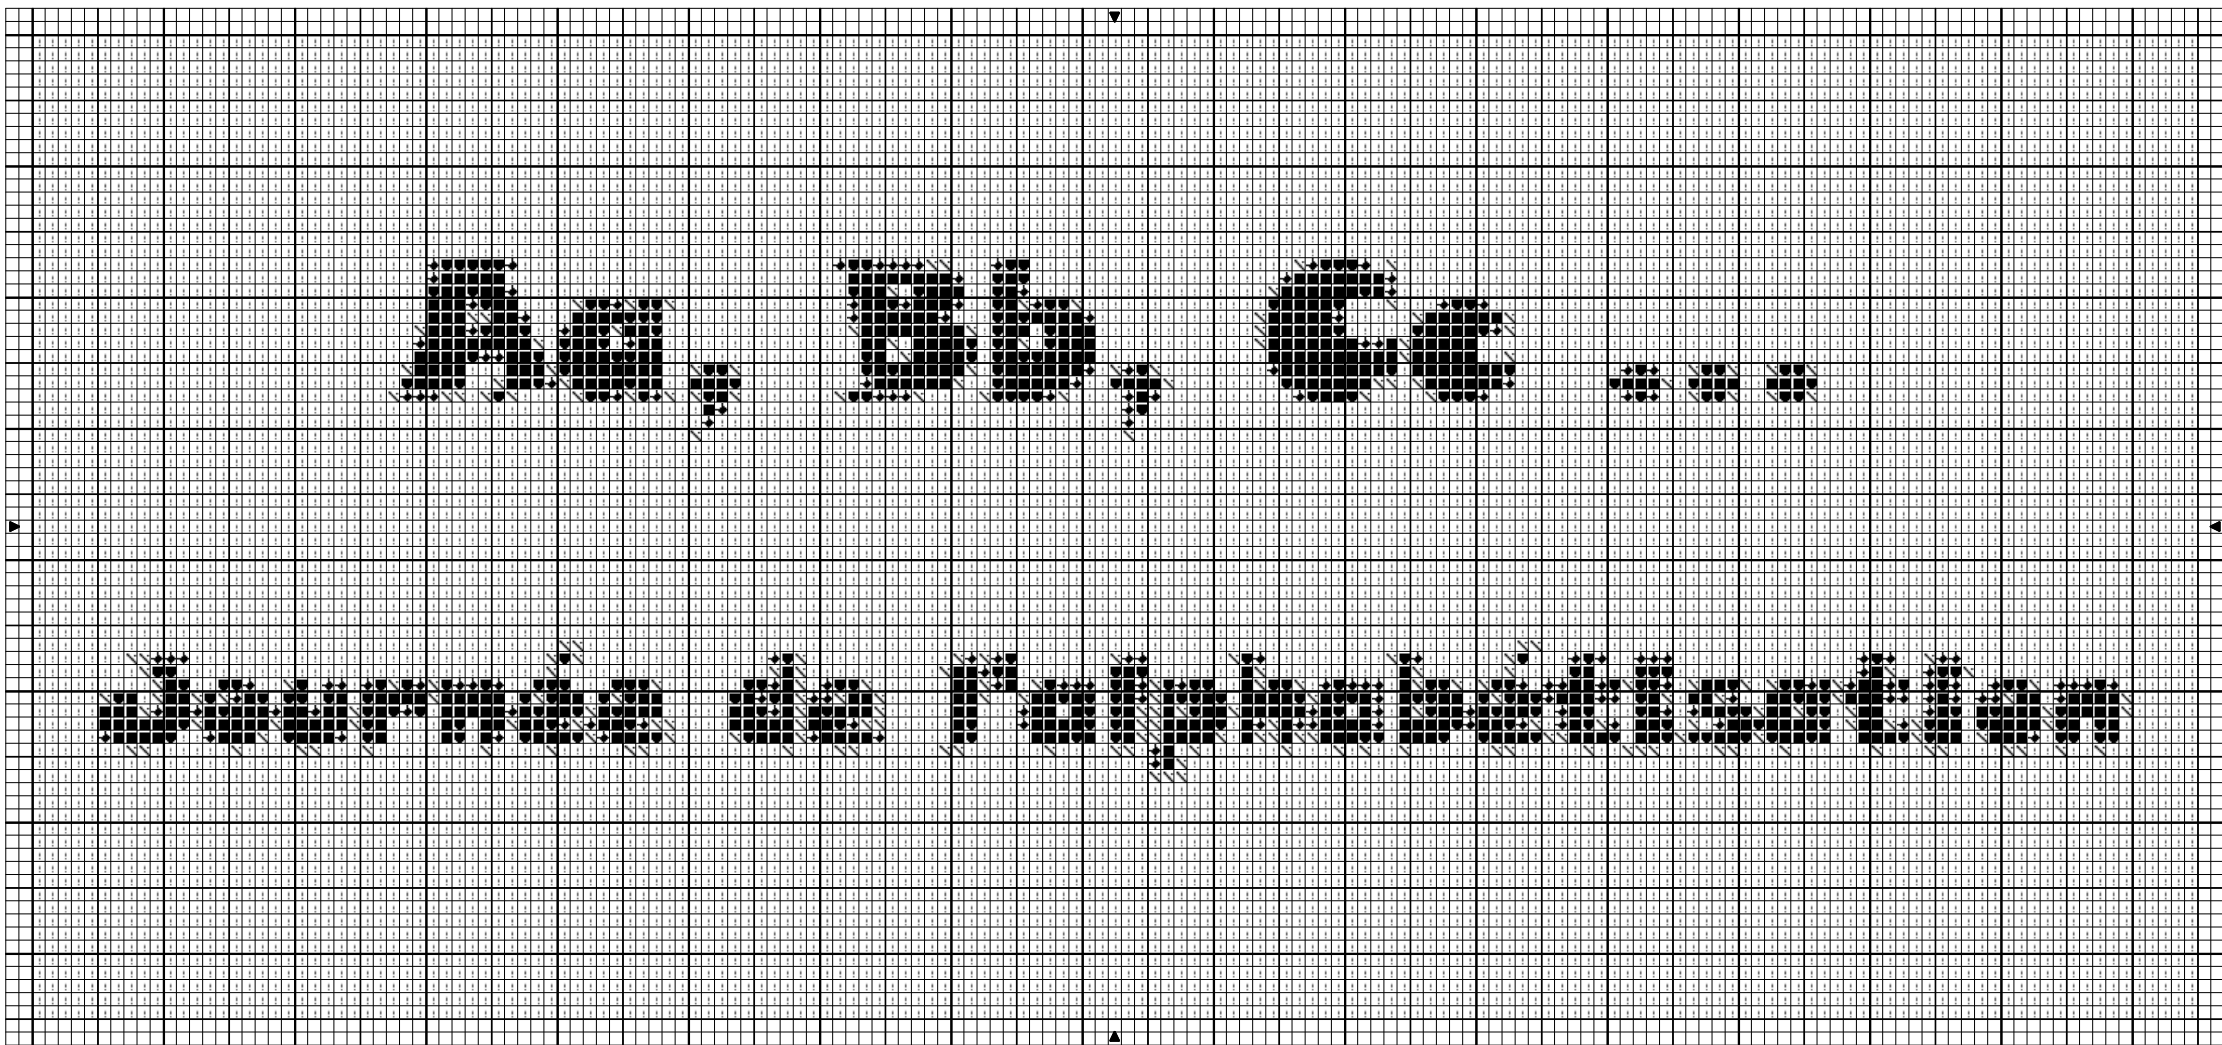 Aa, Bb, Cc ...
Journée de l'alphabétisation